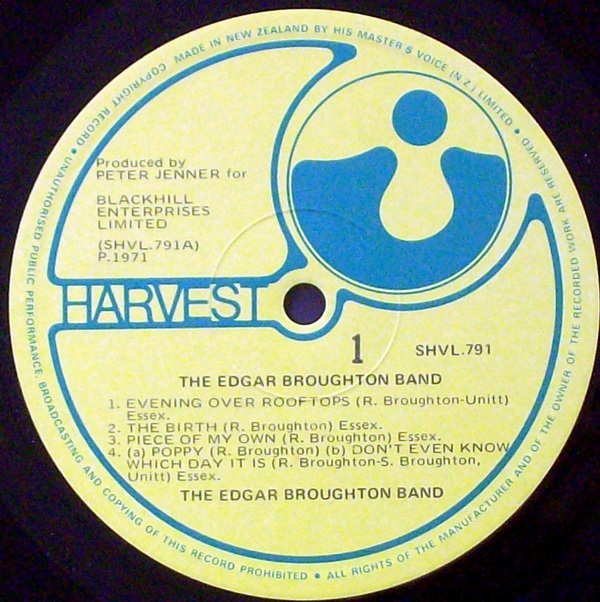 COPYRIGHT RECORD • MADE IN NEW ZEALAND BY HIS MASTER'S VOICE (N.Z.) LIMITED •
Produced by
PETER JENNER for
BLACKHILL
ENTERPRISES
LIMITED
(SHVL.791A)
P.1971
HARVEST
1
SHVL.791
THE EDGAR BROUGHTON BAND
1. EVENING OVER ROOFTOPS (R. Broughton-Unitt)
Essex.
2. THE BIRTH (R. Broughton) Essex.
3. PIECE OF MY OWN (R. Broughton) Essex.
4. (a) POPPY (R. Broughton) (b) DON'T EVEN KNOW
WHICH DAY IT IS (R. Broughton-S. Broughton,
Unitt) Essex.
THE EDGAR BROUGHTON BAND
UNAUTHORISED PUBLIC PERFORMANCE, BROADCASTING AND COPYING OF THIS RECORD PROHIBITED • ALL RIGHTS OF THE MANUFACTURER AND OF THE OWNER OF THE RECORDED WORK ARE RESERVED •